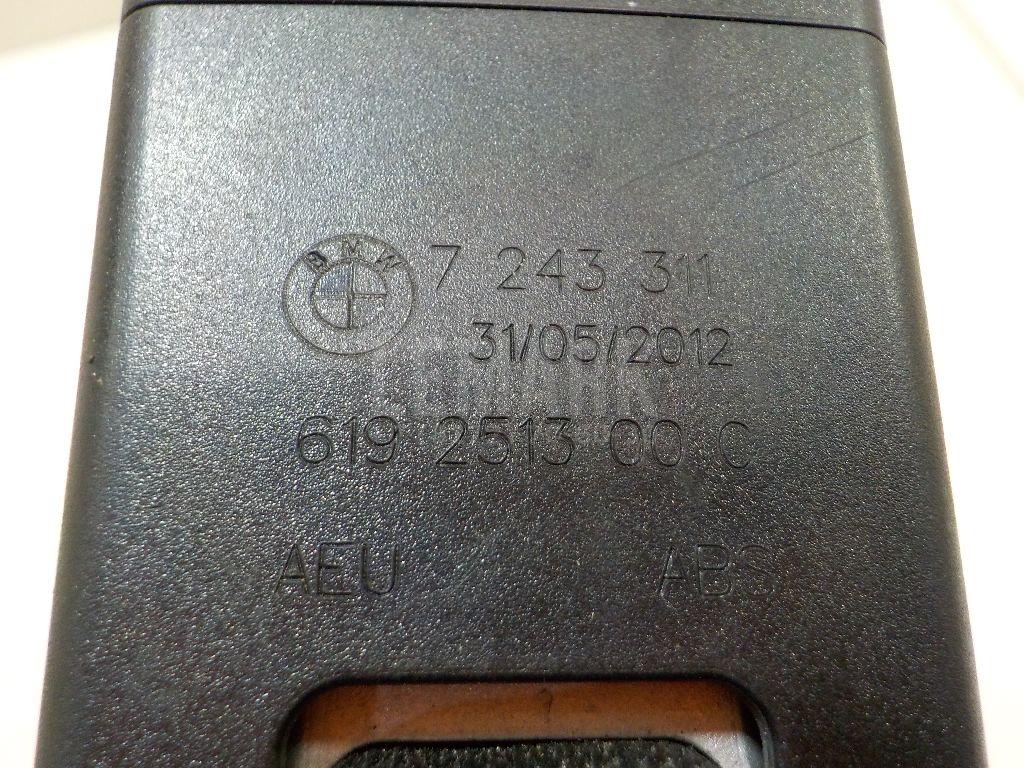 BMW 7 243 311
31/05/2012
619 2513 00 C
AEU ABS